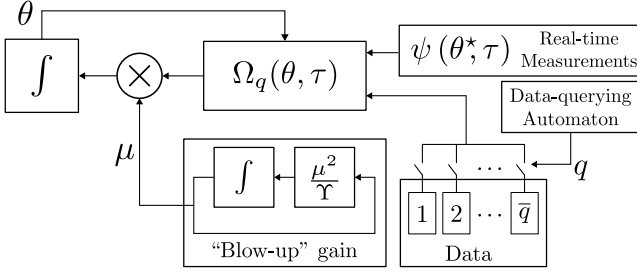 θ
∫
×
Ω_q(θ, τ)
ψ(θ*, τ) Real-time
Measurements
Data-querying
Automaton
μ
∫
μ²/Υ
q
1 2 ··· q̅
"Blow-up" gain
Data
···